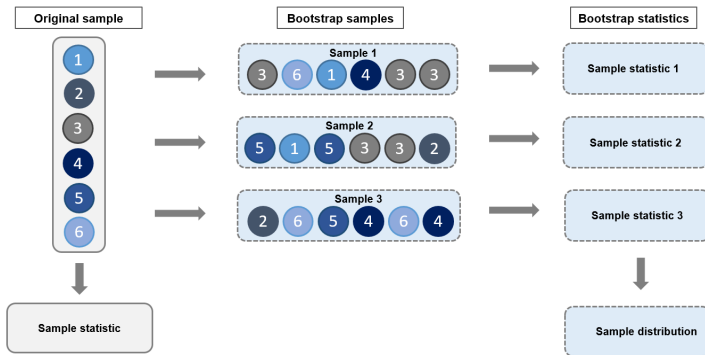 Original sample
Bootstrap samples
Bootstrap statistics
1
2
3
4
5
6
Sample 1
3 6 1 4 3 3
Sample 2
5 1 5 3 3 2
Sample 3
2 6 5 4 6 4
Sample statistic 1
Sample statistic 2
Sample statistic 3
Sample statistic
Sample distribution